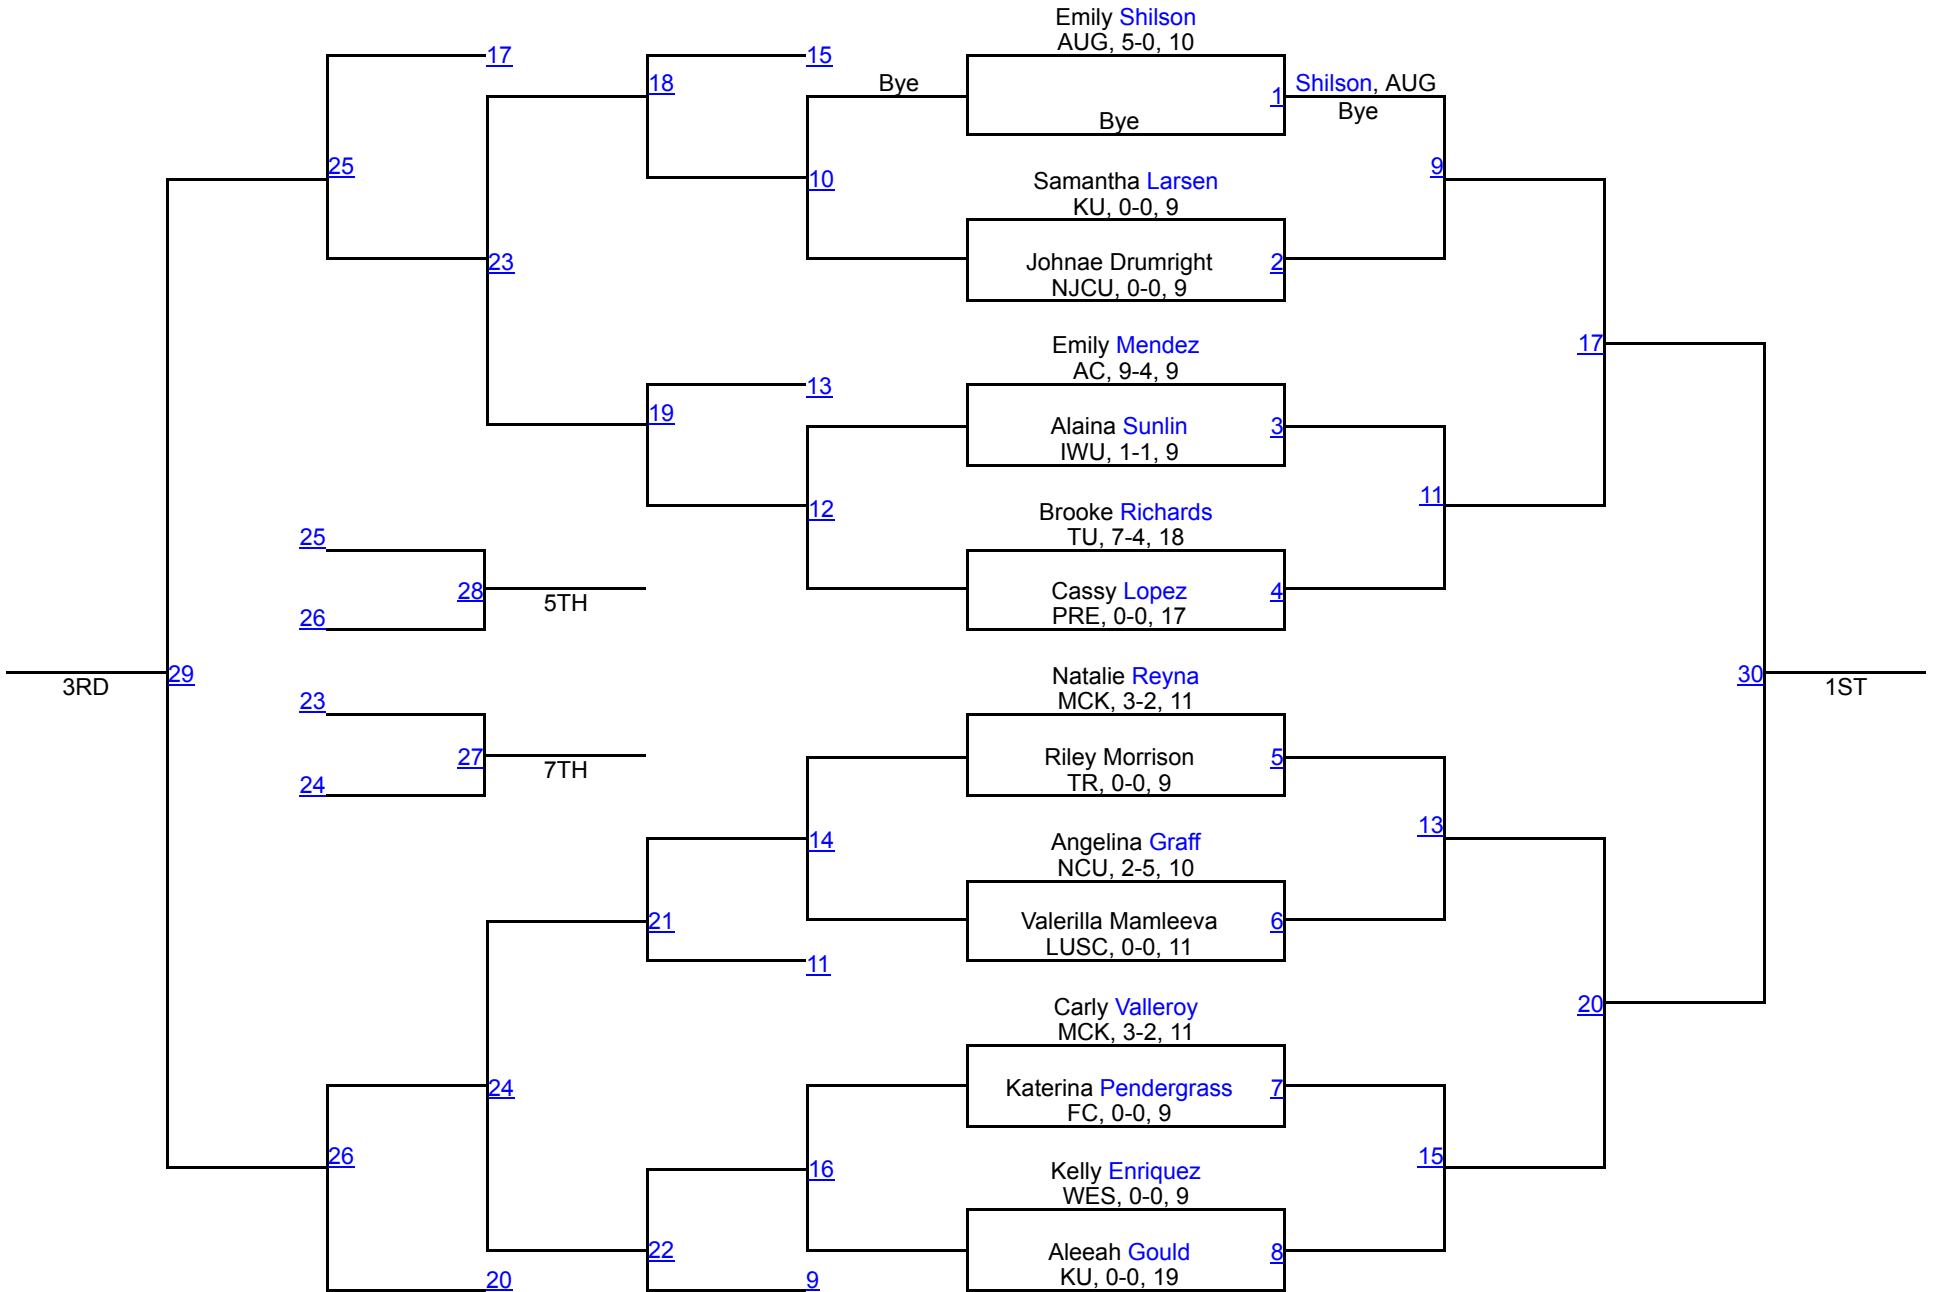 Emily Shilson
AUG, 5-0, 10
17
15
18
Bye
1
Shilson, AUG
Bye
Bye
25
10
Samantha Larsen
KU, 0-0, 9
9
23
Johnae Drumright
NJCU, 0-0, 9
2
Emily Mendez
AC, 9-4, 9
17
13
19
Alaina Sunlin
IWU, 1-1, 9
3
12
Brooke Richards
TU, 7-4, 18
11
25
28
5TH
26
Cassy Lopez
PRE, 0-0, 17
4
3RD
29
Natalie Reyna
MCK, 3-2, 11
30
1ST
23
27
7TH
24
Riley Morrison
TR, 0-0, 9
5
14
Angelina Graff
NCU, 2-5, 10
13
21
Valerilla Mamleeva
LUSC, 0-0, 11
6
11
Carly Valleroy
MCK, 3-2, 11
20
24
Katerina Pendergrass
FC, 0-0, 9
7
26
16
Kelly Enriquez
WES, 0-0, 9
15
22
Aleeah Gould
KU, 0-0, 19
8
20
9